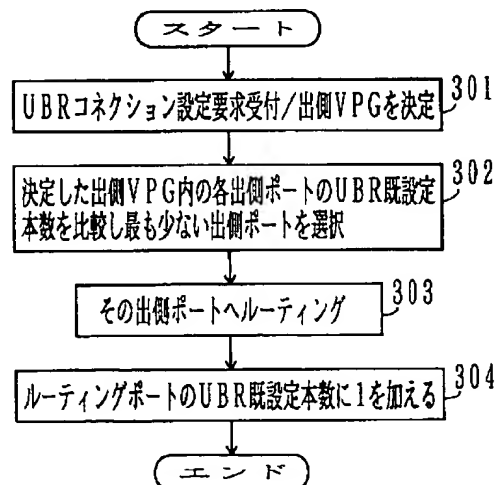 スタート
UBRコネクション設定要求受付/出側VPGを決定
301
決定した出側VPG内の各出側ポートのUBR既設定
本数を比較し最も少ない出側ポートを選択
302
その出側ポートへルーティング
303
ルーティングポートのUBR既設定本数に1を加える
304
エンド